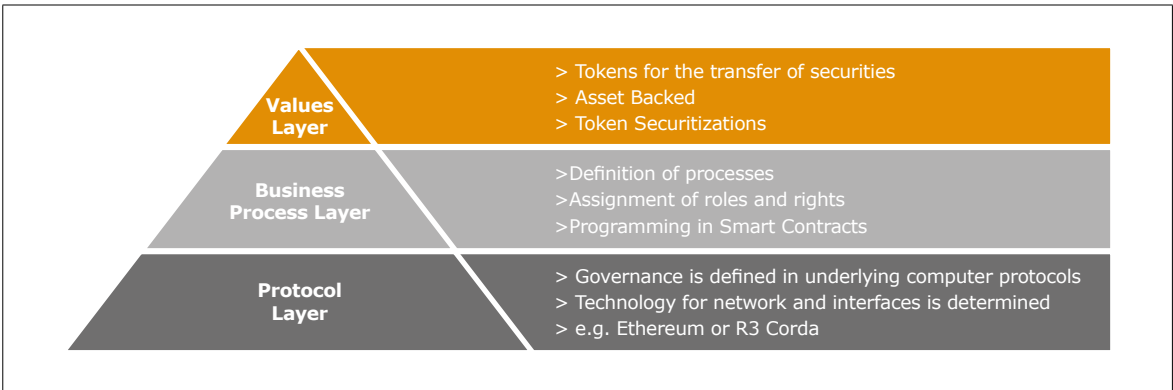 Values
Layer
> Tokens for the transfer of securities
> Asset Backed
> Token Securitizations
Business
Process Layer
>Definition of processes
>Assignment of roles and rights
>Programming in Smart Contracts
Protocol
Layer
> Governance is defined in underlying computer protocols
> Technology for network and interfaces is determined
> e.g. Ethereum or R3 Corda